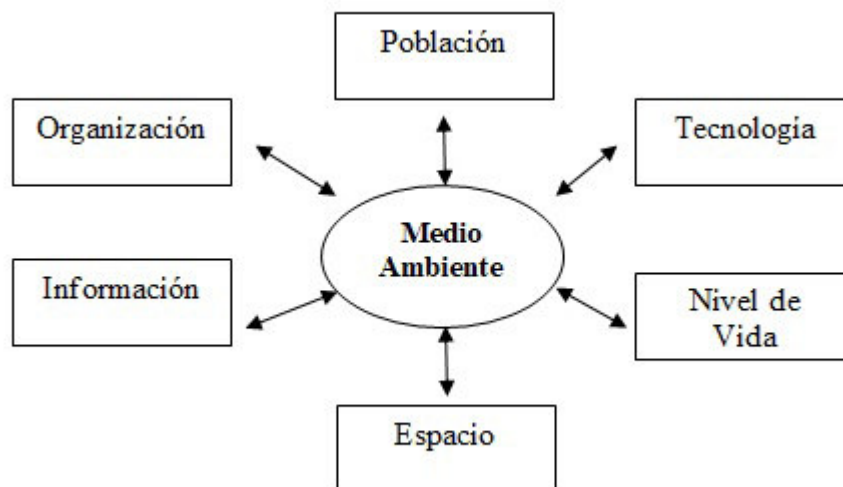 Población
Organización
Tecnología
Medio
Ambiente
Información
Nivel de
Vida
Espacio